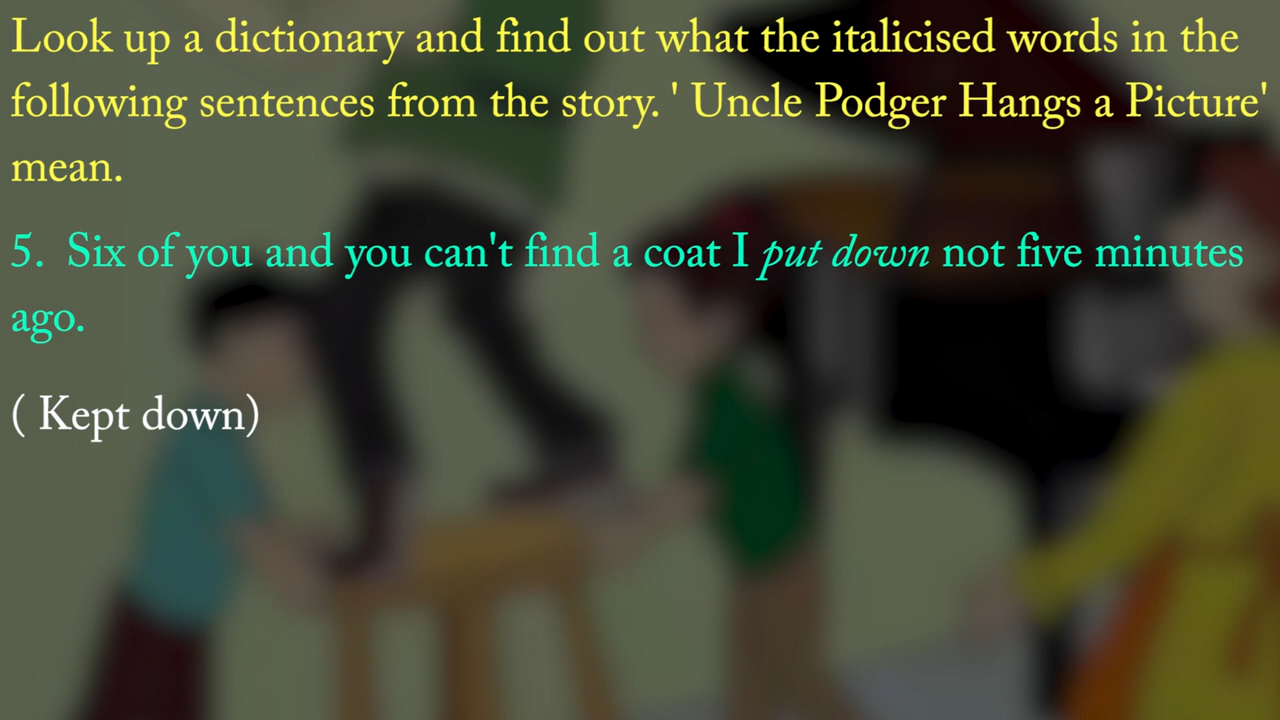 Look up a dictionary and find out what the italicised words in the
following sentences from the story. ' Uncle Podger Hangs a Picture'
mean.
5. Six of you and you can't find a coat I put down not five minutes
ago.
( Kept down)